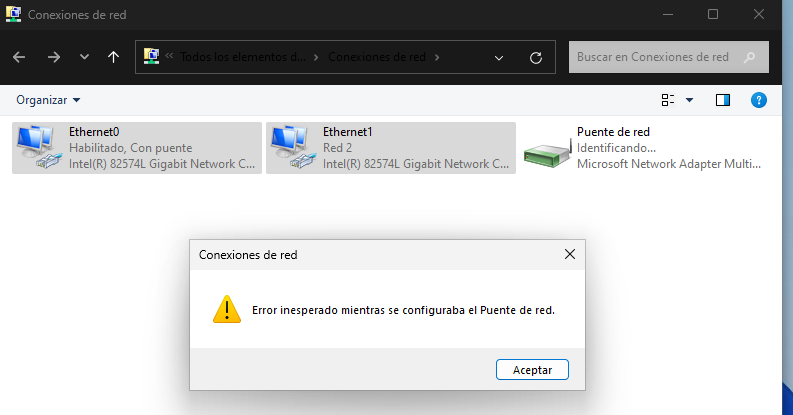 Conexiones de red
« Todos los elementos d... > Conexiones de red >
Buscar en Conexiones de red
Organizar
Ethernet0
Habilitado, Con puente
Intel(R) 82574L Gigabit Network C...
Ethernet1
Red 2
Intel(R) 82574L Gigabit Network C...
Puente de red
Identificando...
Microsoft Network Adapter Multi...
Conexiones de red
Error inesperado mientras se configuraba el Puente de red.
Aceptar